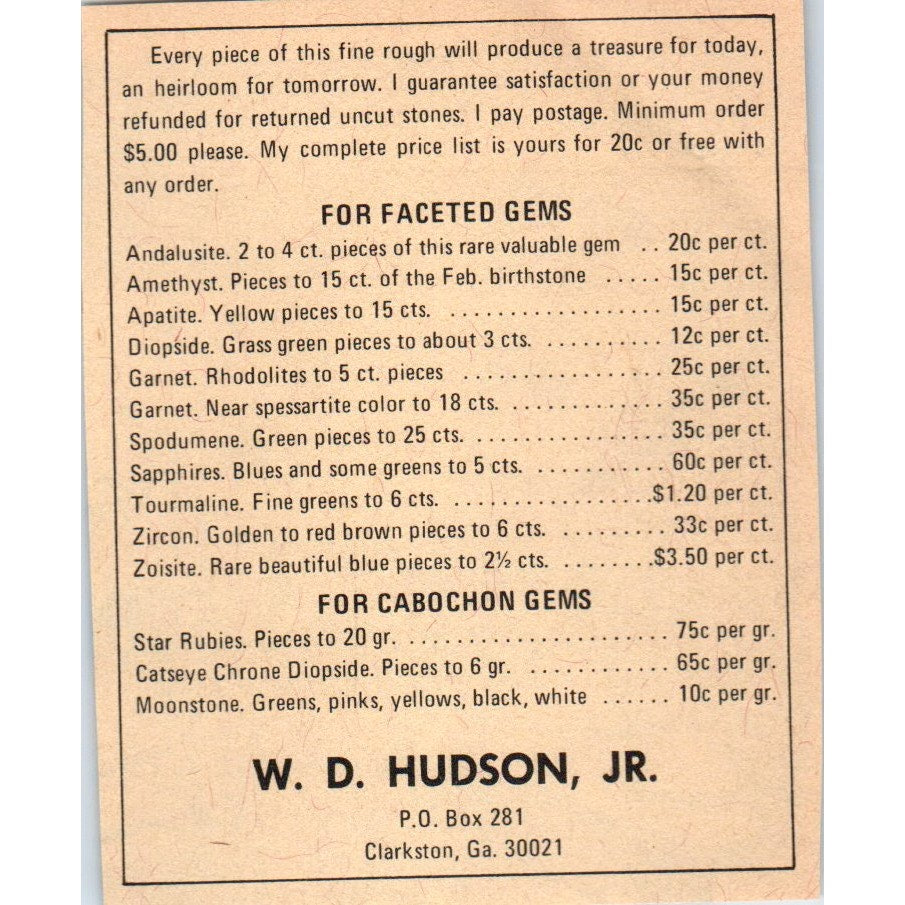 Every piece of this fine rough will produce a treasure for today,
an heirloom for tomorrow. I guarantee satisfaction or your money
refunded for returned uncut stones. I pay postage. Minimum order
$5.00 please. My complete price list is yours for 20c or free with
any order.
FOR FACETED GEMS
Andalusite. 2 to 4 ct. pieces of this rare valuable gem . . 20c per ct.
Amethyst. Pieces to 15 ct. of the Feb. birthstone . . . . . 15c per ct.
Apatite. Yellow pieces to 15 cts. . . . . . . . . . . . . . . . . . . 15c per ct.
Diopside. Grass green pieces to about 3 cts. . . . . . . . . . . 12c per ct.
Garnet. Rhodolites to 5 ct. pieces . . . . . . . . . . . . . . . . . . 25c per ct.
Garnet. Near spessartite color to 18 cts. . . . . . . . . . . . . . 35c per ct.
Spodumene. Green pieces to 25 cts. . . . . . . . . . . . . . . . . 35c per ct.
Sapphires. Blues and some greens to 5 cts. . . . . . . . . . . . 60c per ct.
Tourmaline. Fine greens to 6 cts. . . . . . . . . . . . . . . . . . .$1.20 per ct.
Zircon. Golden to red brown pieces to 6 cts. . . . . . . . . . 33c per ct.
Zoisite. Rare beautiful blue pieces to 2½ cts. . . . . . . . .$3.50 per ct.
FOR CABOCHON GEMS
Star Rubies. Pieces to 20 gr. . . . . . . . . . . . . . . . . . . . . . . . 75c per gr.
Catseye Chrone Diopside. Pieces to 6 gr. . . . . . . . . . . . . 65c per gr.
Moonstone. Greens, pinks, yellows, black, white . . . . . . 10c per gr.
W. D. HUDSON, JR.
P.O. Box 281
Clarkston, Ga. 30021